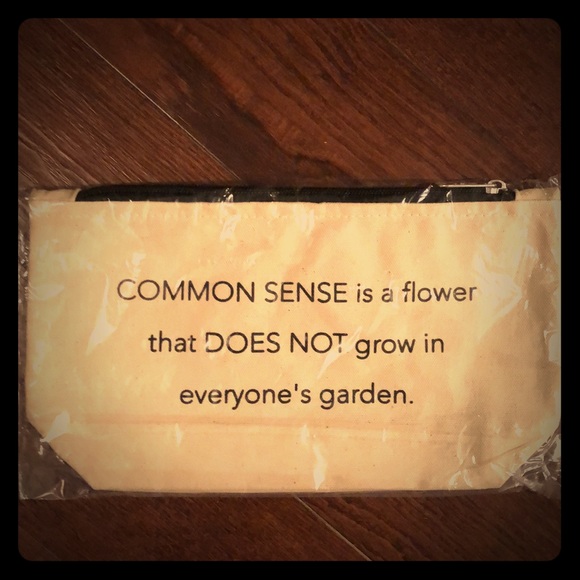 COMMON SENSE is a flower
that DOES NOT grow in
everyone's garden.